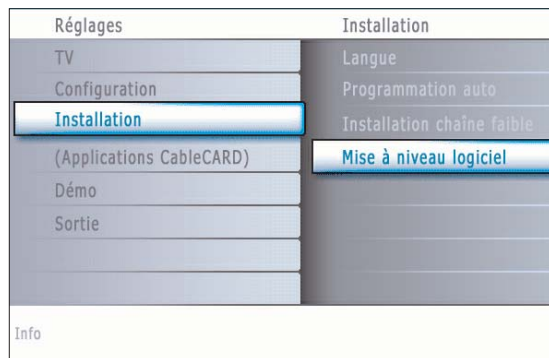 Réglages
TV
Configuration
Installation
(Applications CableCARD)
Démo
Sortie
Info
Installation
Langue
Programmation auto
Installation chaîne faible
Mise à niveau logiciel